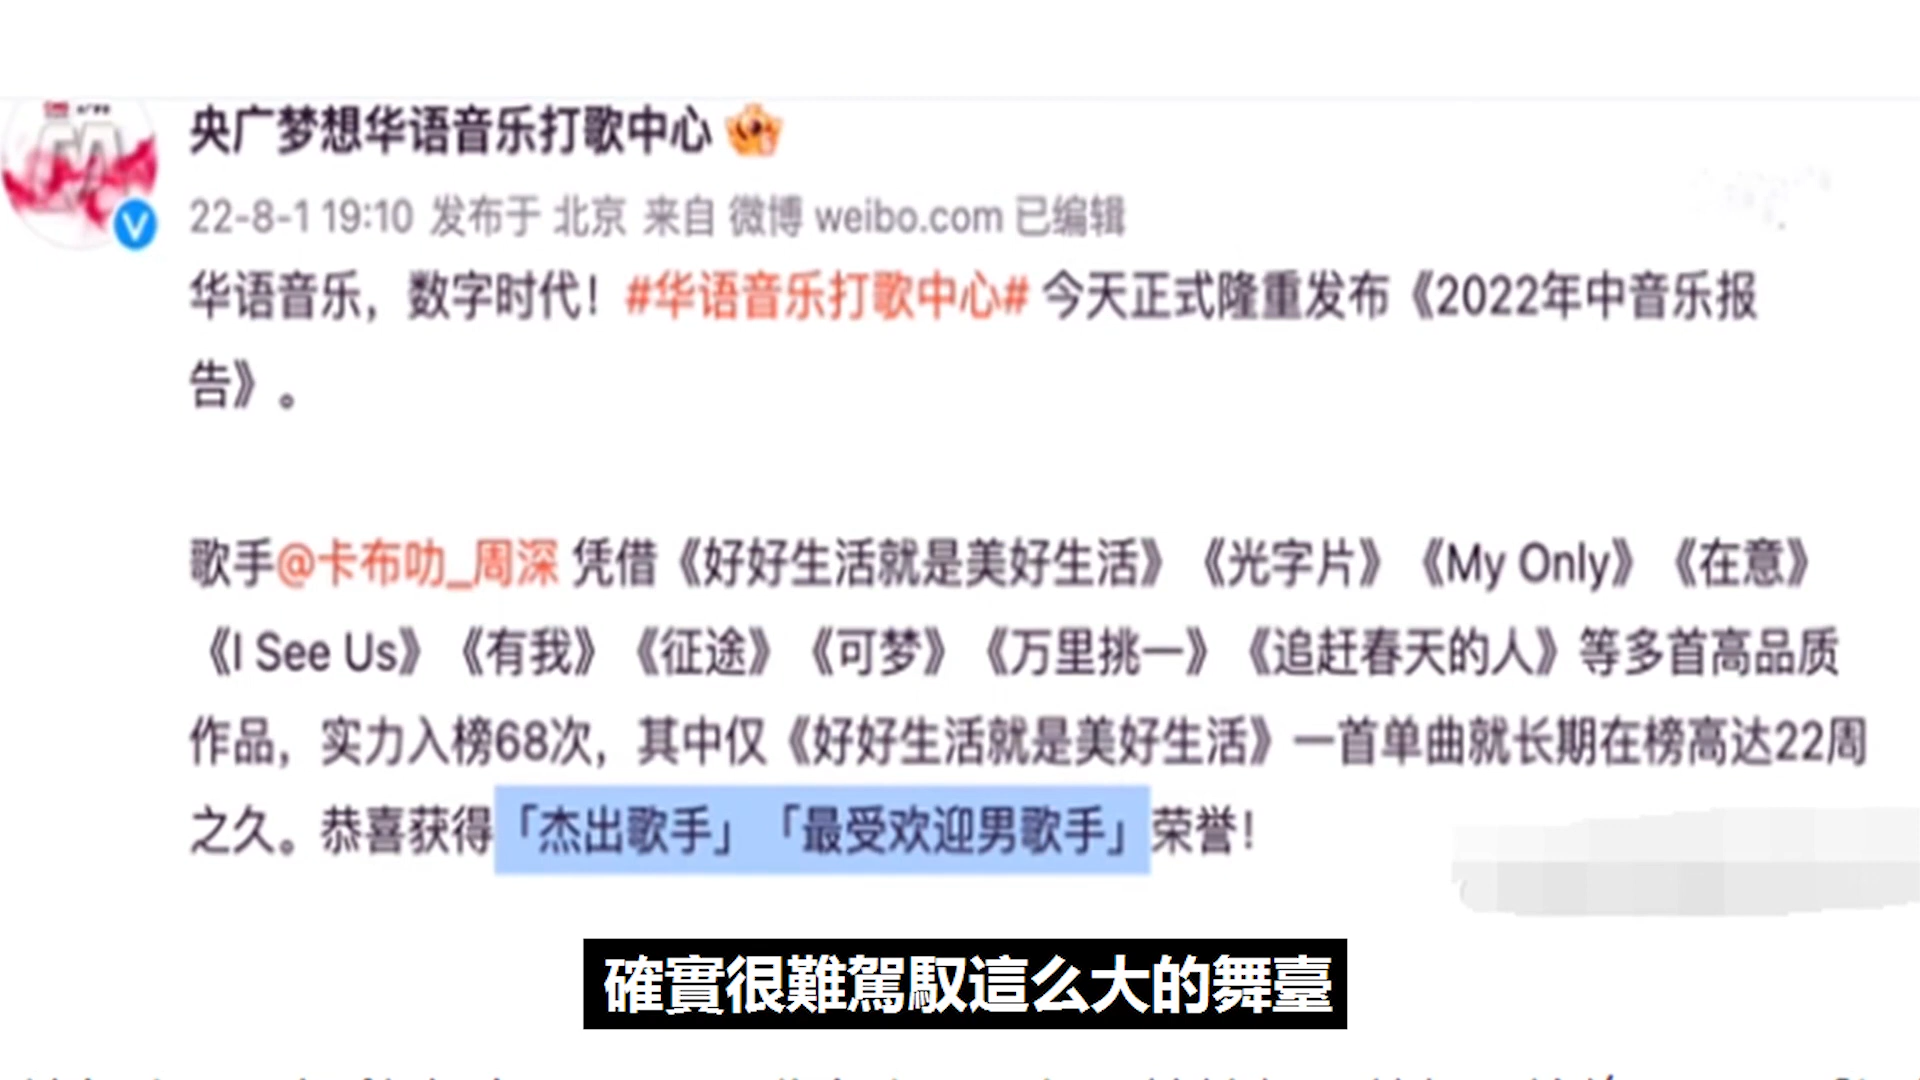 央广梦想华语音乐打歌中心
22-8-1 19:10 发布于 北京 来自 微博 weibo.com 已编辑
华语音乐，数字时代！#华语音乐打歌中心# 今天正式隆重发布《2022年中音乐报
告》。
歌手@卡布叻_周深 凭借《好好生活就是美好生活》《光字片》《My Only》《在意》
《I See Us》《有我》《征途》《可梦》《万里挑一》《追赶春天的人》等多首高品质
作品，实力入榜68次，其中仅《好好生活就是美好生活》一首单曲就长期在榜高达22周
之久。恭喜获得「杰出歌手」「最受欢迎男歌手」荣誉！
確實很難駕馭這么大的舞臺